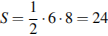 S = 1/2 · 6 · 8 = 24